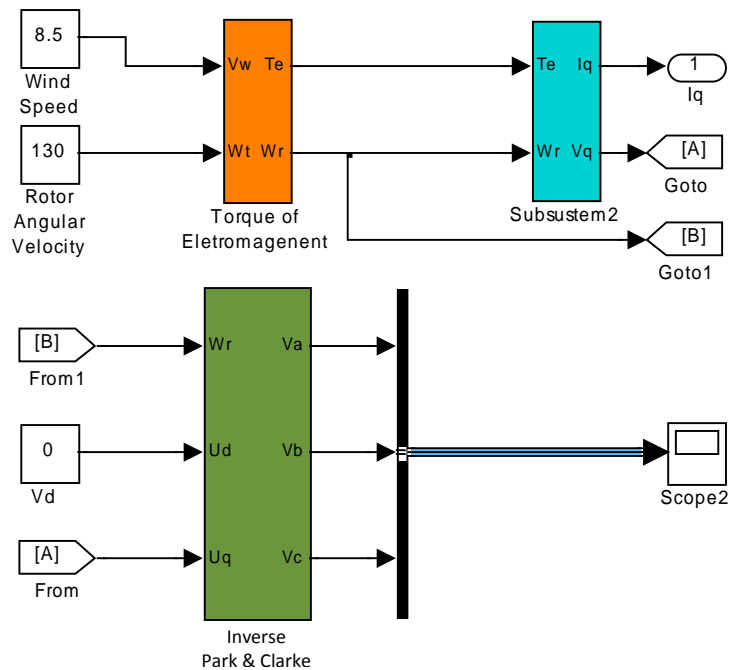 8.5
Wind
Speed
Vw
Te
Te
Iq
1
Iq
130
Rotor
Angular
Velocity
Wt
Wr
Wr
Vq
[A]
Goto
Torque of
Eletromagenent
Subsustem2
[B]
Goto1
[B]
From1
Wr
Va
0
Vd
Ud
Vb
Scope2
[A]
From
Uq
Vc
Inverse
Park & Clarke